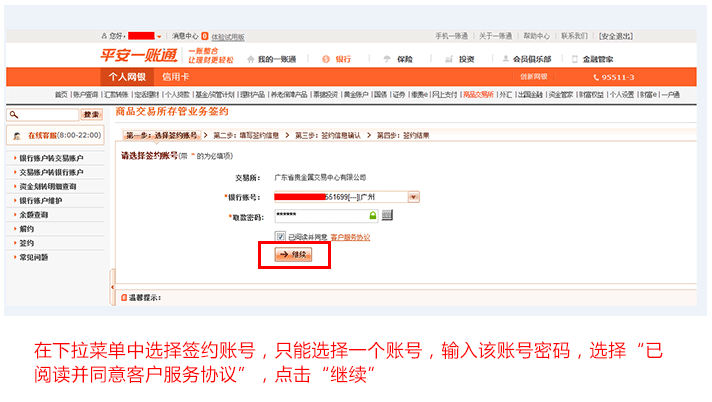 您好， 消息中心 0 体验试用版 手机一账通 | 关于一账通 | 帮助中心 | 联系我们 | [安全退出]
平安一账通 一账整合 让理财更轻松 我的一账通 银行 保险 投资 会员俱乐部 金融管家
个人网银 信用卡 创新网银 95511-3
首页 | 账户查询 | 汇款转账 | 定活理财 | 个人贷款 | 基金/资管计划 | 理财产品 | 养老保障产品 | 票据投资 | 黄金账户 | 国债 | 证券 | 缴费e | 网上支付 | 商品交易所 | 外汇 | 出国金融 | 资金管家 | 财富权益 | 个人设置 | 财富e | 一户通
搜索
在线客服(8:00-22:00)
银行账户转交易账户
交易账户转银行账户
资金划转明细查询
银行账户维护
余额查询
解约
签约
常见问题
商品交易所存管业务签约
第一步：选择签约账号 第二步：填写签约信息 第三步：签约信息确认 第四步：签约结果
请选择签约账号(带 * 的为必填项)
交易所： 广东省贵金属交易中心有限公司
*银行账号： 551699[---]广州
*取款密码： ******
已阅读并同意 客户服务协议
继续
温馨提示：
在下拉菜单中选择签约账号，只能选择一个账号，输入该账号密码，选择“已
阅读并同意客户服务协议”，点击“继续“